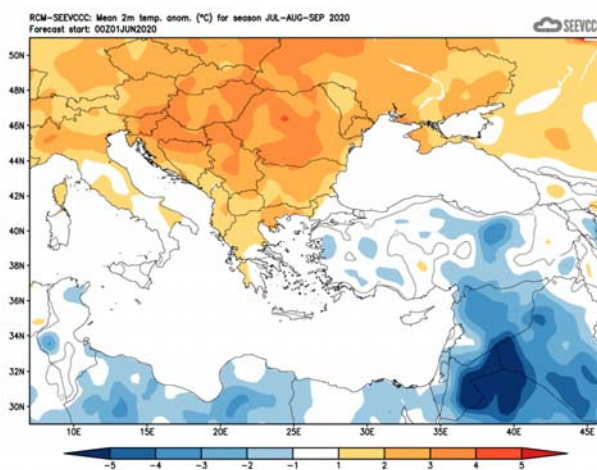 RCM-SEEVCCC: Mean 2m temp. anom. (°C) for season JUL-AUG-SEP 2020
Forecast start: 00Z01JUN2020
SEEVCCC
50N
48N
46N
44N
42N
40N
38N
36N
34N
32N
30N
10E 15E 20E 25E 30E 35E 40E 45E
-5 -4 -3 -2 -1 1 2 3 4 5